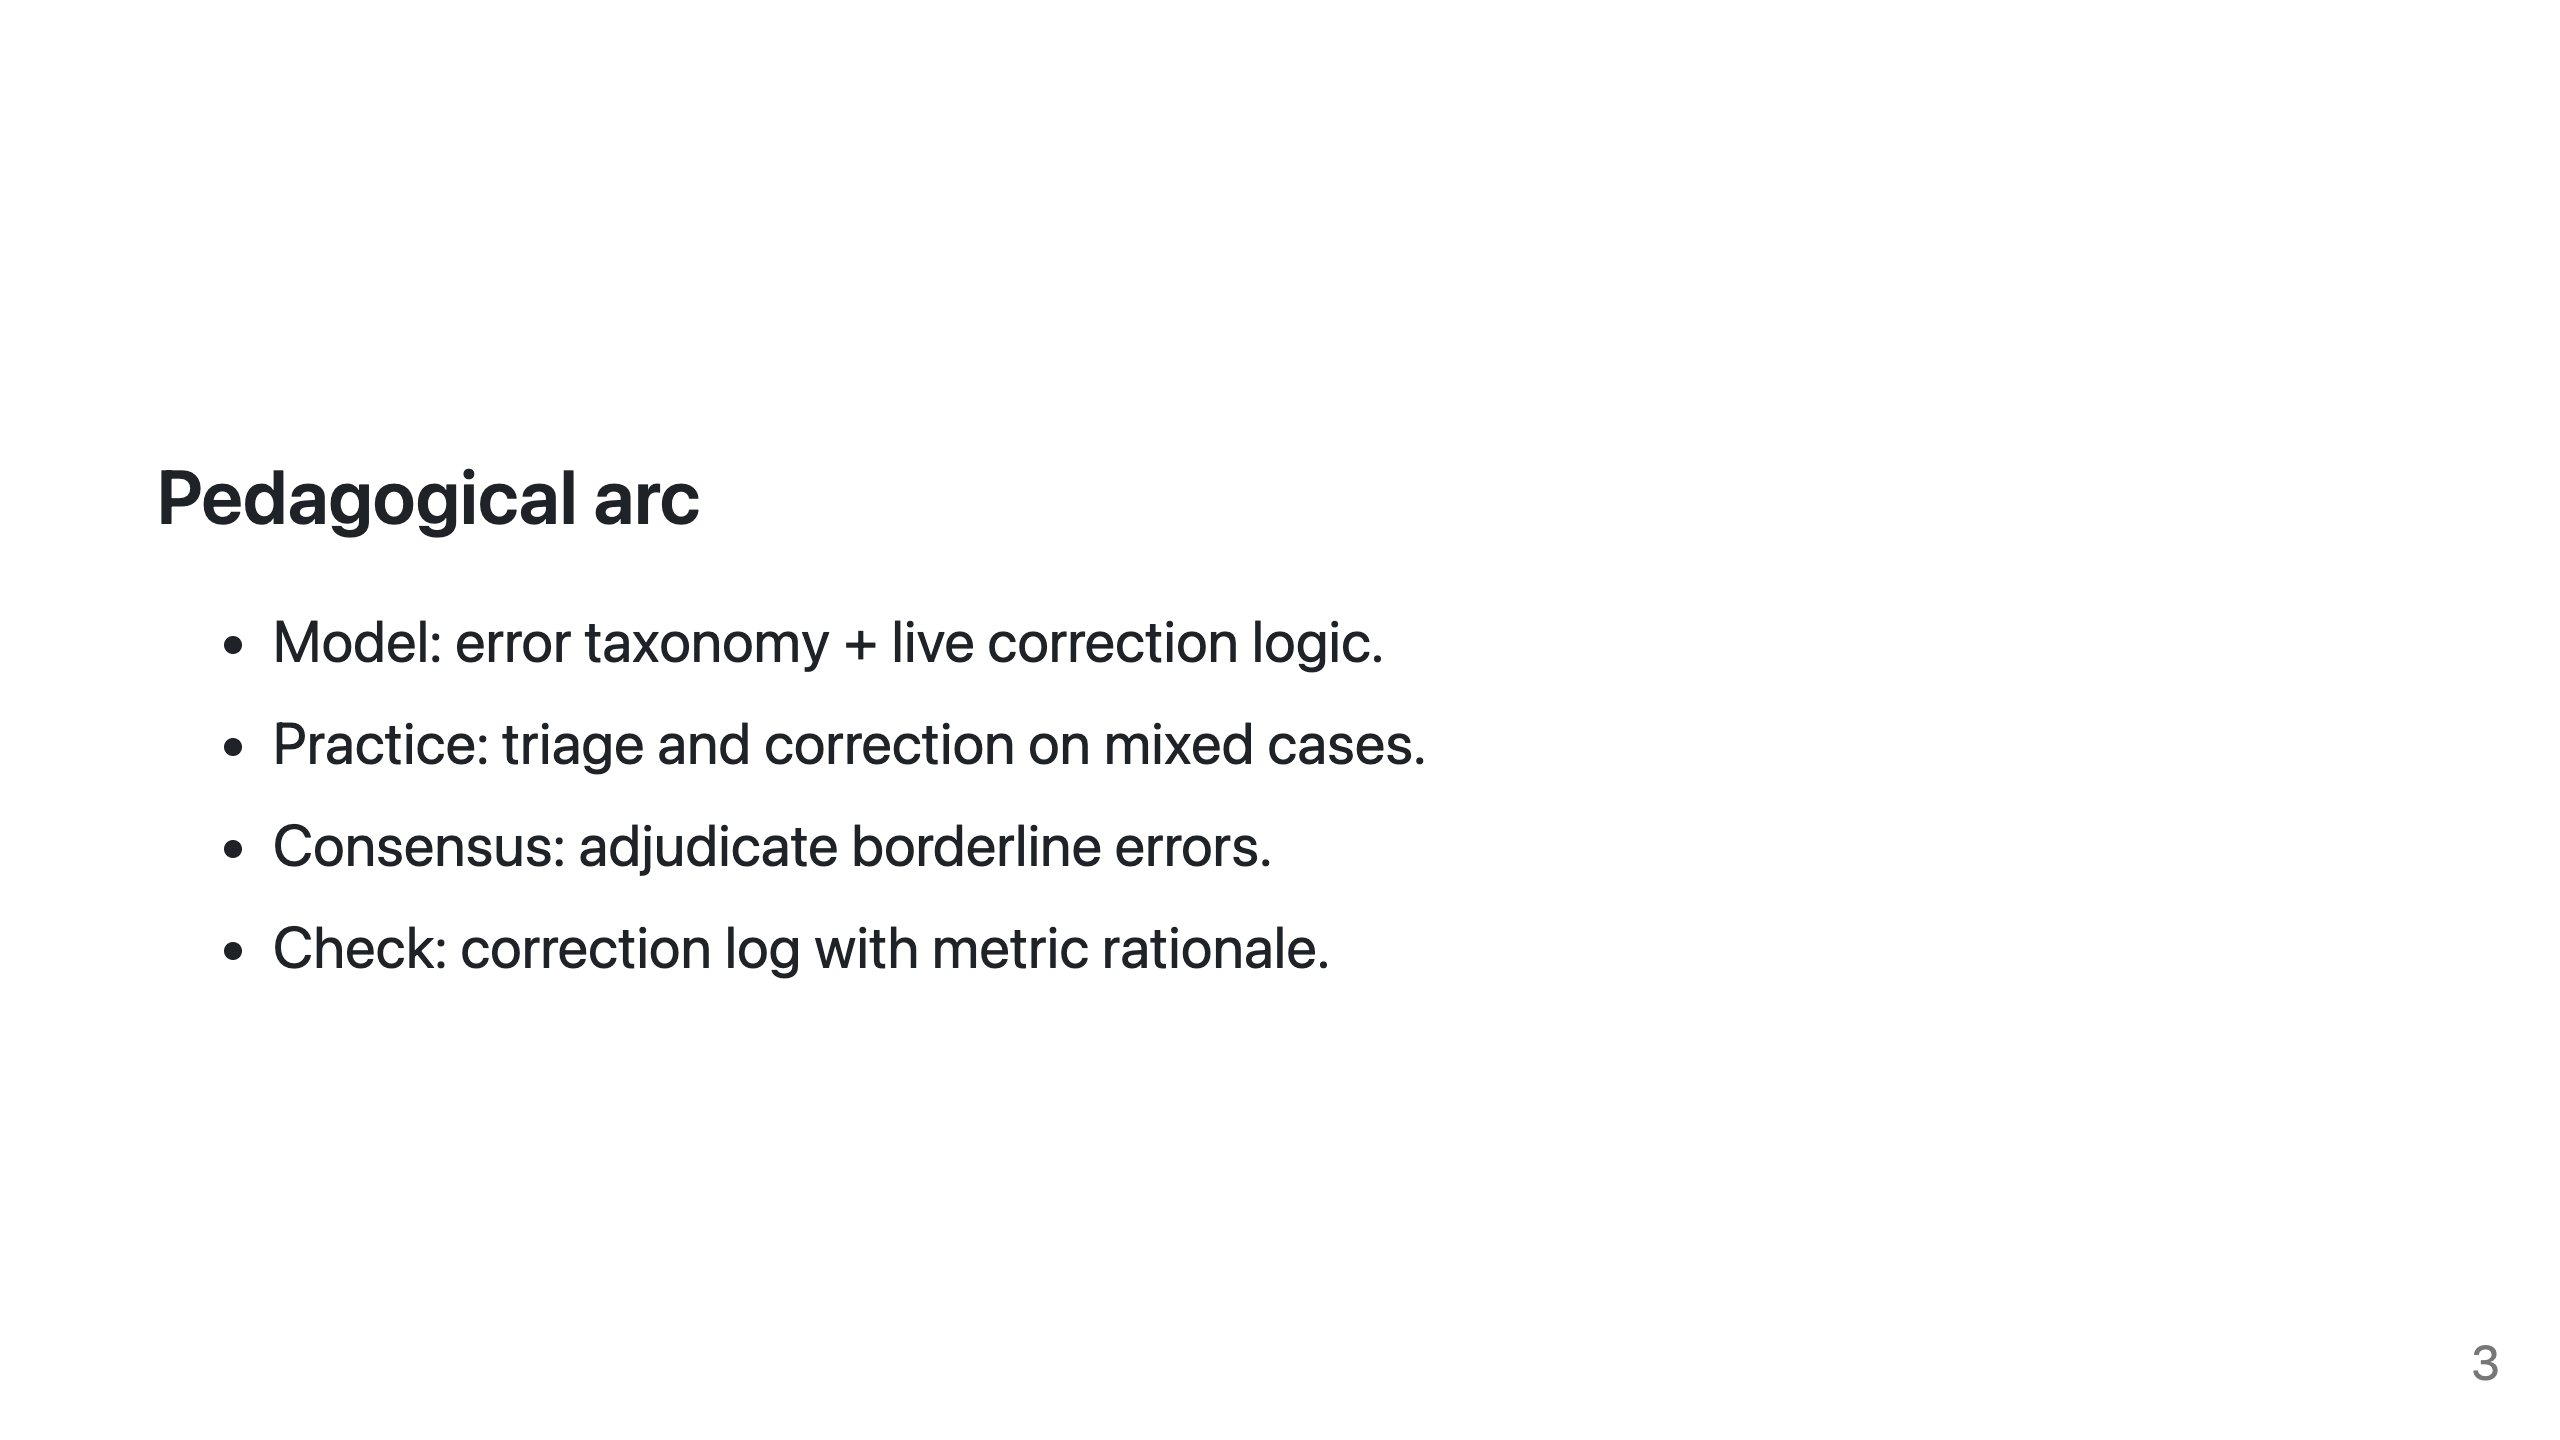 Pedagogical arc
• Model: error taxonomy + live correction logic.
• Practice: triage and correction on mixed cases.
• Consensus: adjudicate borderline errors.
• Check: correction log with metric rationale.
3